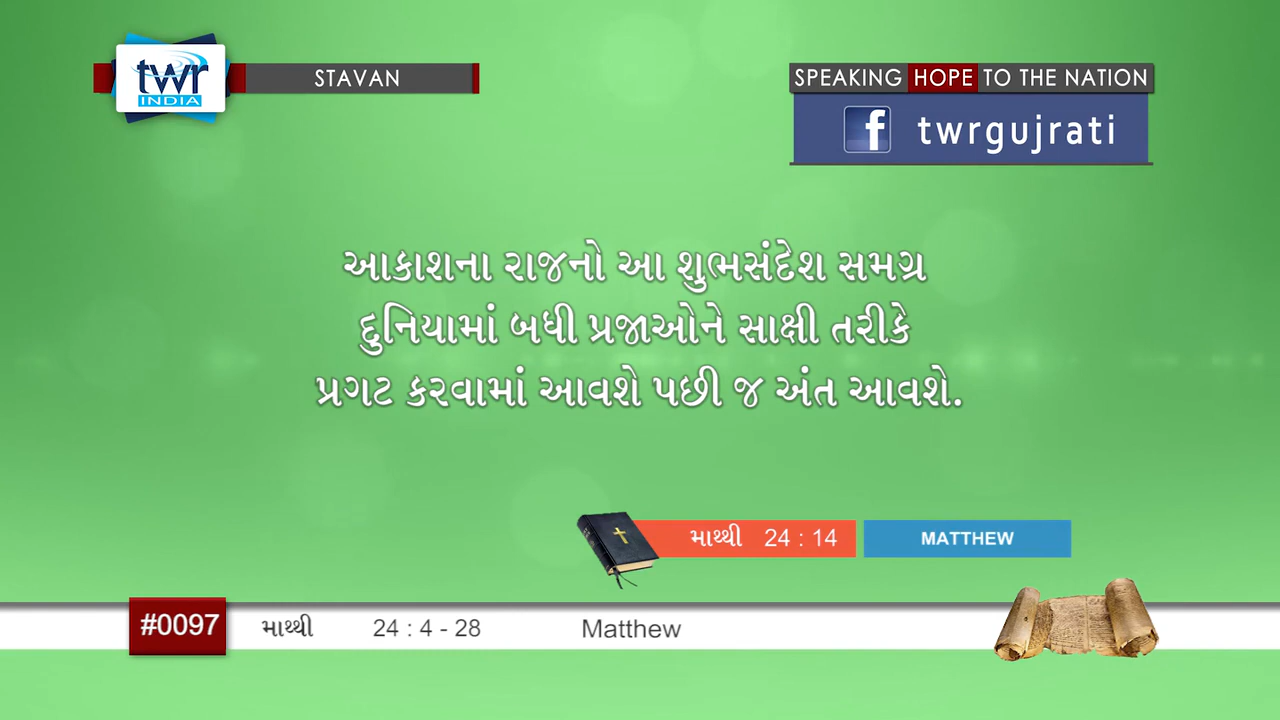 twr
INDIA
STAVAN
SPEAKING HOPE TO THE NATION
f twrgujrati
આકાશના રાજનો આ શુભસંદેશ સમગ્ર
દુનિયામાં બધી પ્રજાઓને સાક્ષી તરીકે
પ્રગટ કરવામાં આવશે પછી જ અંત આવશે.
માથ્થી 24 : 14 MATTHEW
#0097 માથ્થી 24 : 4 - 28 Matthew